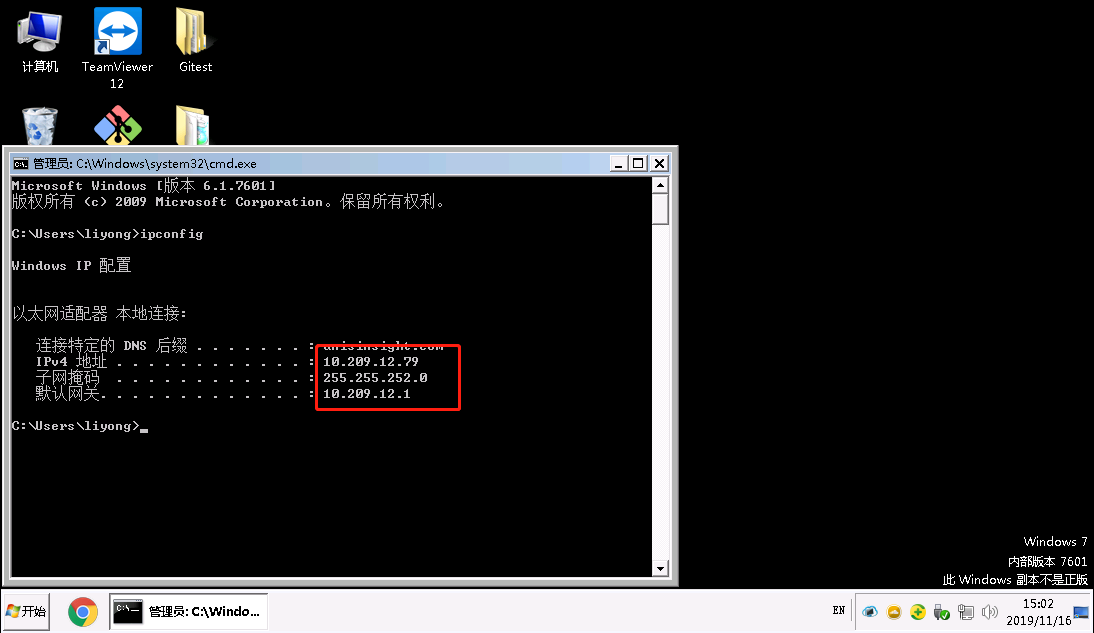 计算机
TeamViewer
12
Gitest
管理员: C:\Windows\system32\cmd.exe
Microsoft Windows [版本 6.1.7601]
版权所有 (c) 2009 Microsoft Corporation。保留所有权利。
C:\Users\liyong>ipconfig
Windows IP 配置
以太网适配器 本地连接:
连接特定的 DNS 后缀 . . . . . . . :
IPv4 地址 . . . . . . . . . . . . : 10.209.12.79
子网掩码 . . . . . . . . . . . . : 255.255.252.0
默认网关. . . . . . . . . . . . . : 10.209.12.1
C:\Users\liyong>_
Windows 7
内部版本 7601
此 Windows 副本不是正版
开始
C:\
管理员: C:\Windo...
EN
15:02
2019/11/16